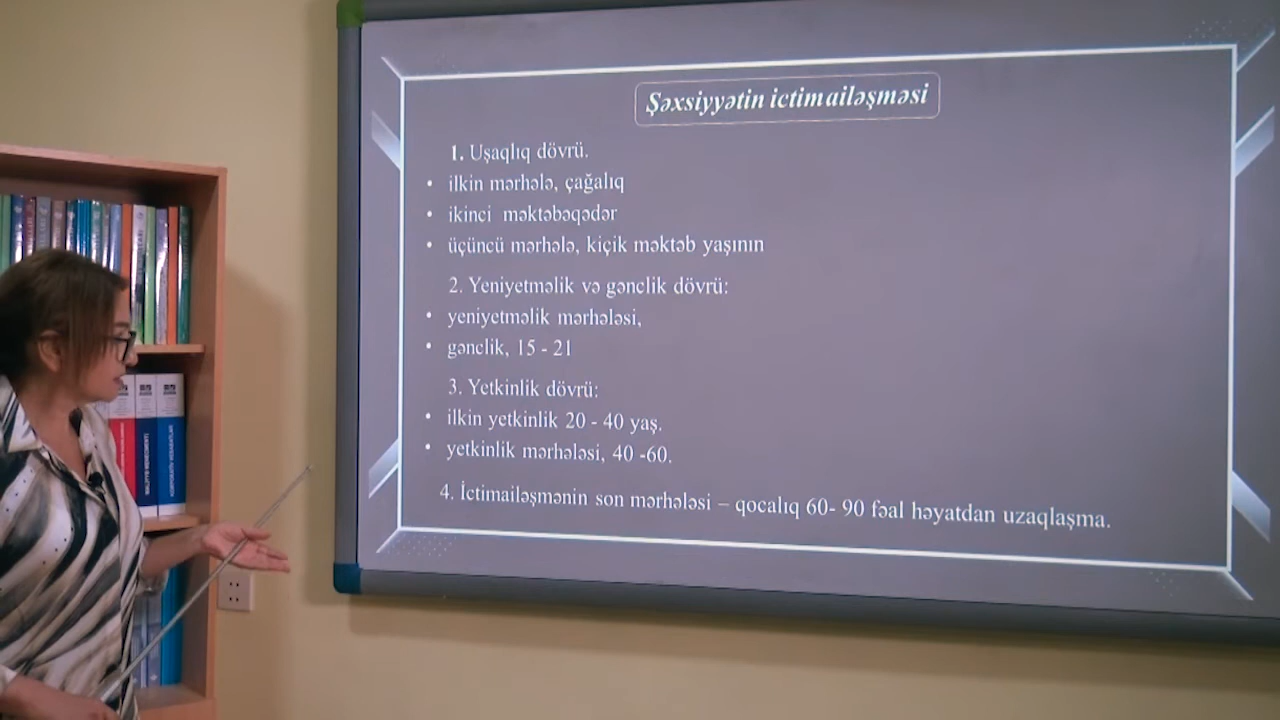 Şəxsiyyətin ictimailəşməsi
1. Uşaqlıq dövrü.
• ilkin mərhələ, çağalıq
• ikinci məktəbəqədər
• üçüncü mərhələ, kiçik məktəb yaşının
2. Yeniyetməlik və gənclik dövrü:
• yeniyetməlik mərhələsi,
• gənclik, 15 - 21
3. Yetkinlik dövrü:
• ilkin yetkinlik 20 - 40 yaş.
• yetkinlik mərhələsi, 40 -60.
4. İctimailəşmənin son mərhələsi – qocalıq 60- 90 fəal həyatdan uzaqlaşma.